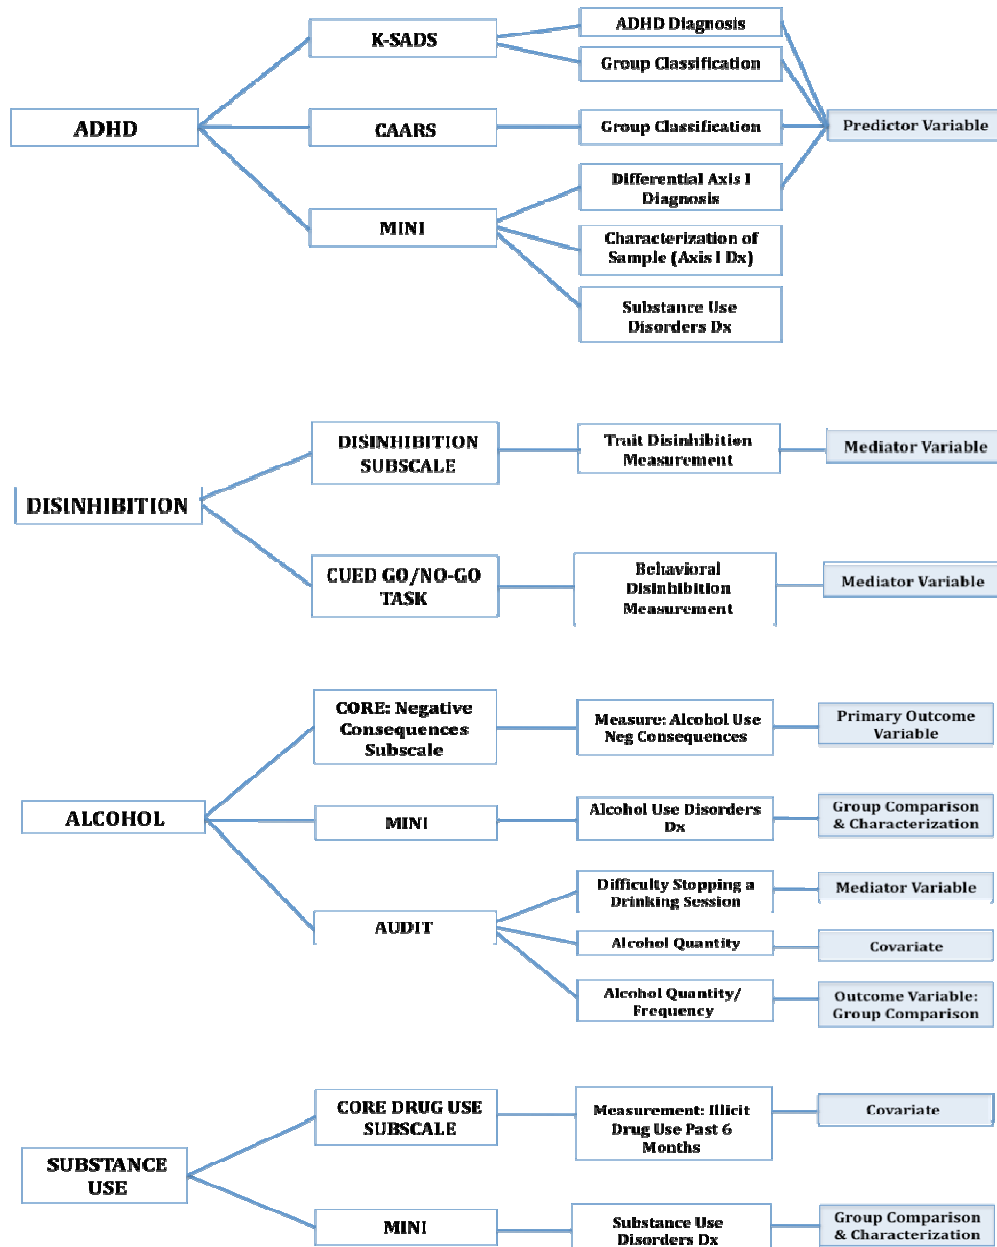 K-SADS
ADHD Diagnosis
Group Classification
ADHD
CAARS
Group Classification
Predictor Variable
MINI
Differential Axis I
Diagnosis
Characterization of
Sample (Axis I Dx)
Substance Use
Disorders Dx
DISINHIBITION
DISINHIBITION
SUBSCALE
Trait Disinhibition
Measurement
Mediator Variable
CUED GO/NO-GO
TASK
Behavioral
Disinhibition
Measurement
Mediator Variable
ALCOHOL
CORE: Negative
Consequences
Subscale
Measure: Alcohol Use
Neg Consequences
Primary Outcome
Variable
MINI
Alcohol Use Disorders
Dx
Group Comparison
& Characterization
AUDIT
Difficulty Stopping a
Drinking Session
Mediator Variable
Alcohol Quantity
Covariate
Alcohol Quantity/
Frequency
Outcome Variable:
Group Comparison
SUBSTANCE
USE
CORE DRUG USE
SUBSCALE
Measurement: Illicit
Drug Use Past 6
Months
Covariate
MINI
Substance Use
Disorders Dx
Group Comparison
& Characterization